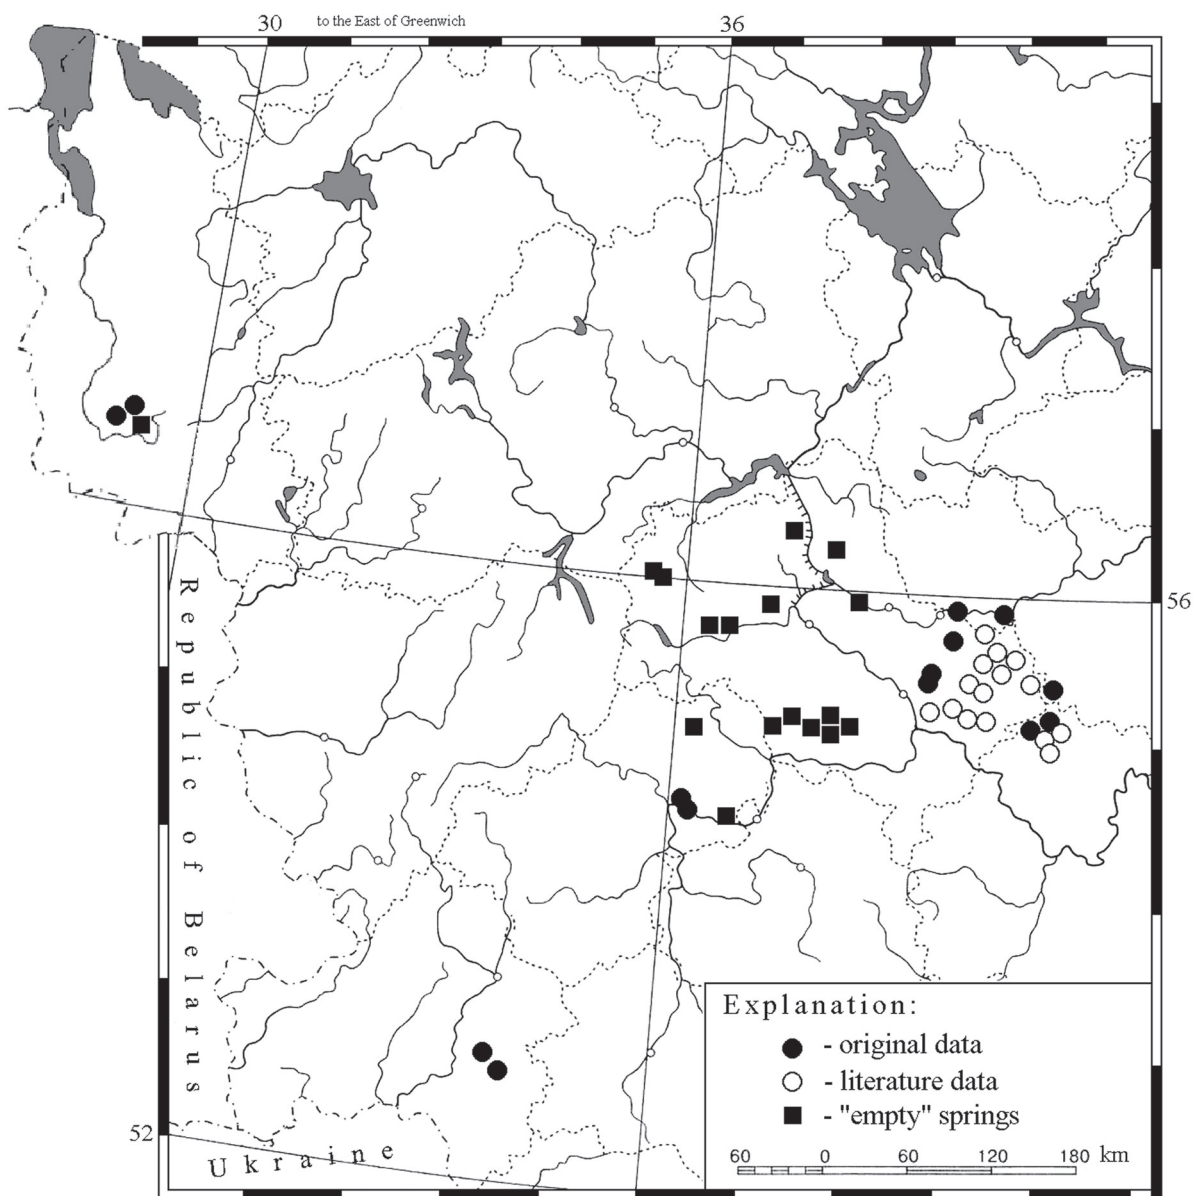 30 to the East of Greenwich 36
56
Republic of Belarus
52
Ukraine
Explanation:
- original data
- literature data
- "empty" springs
60 0 60 120 180 km